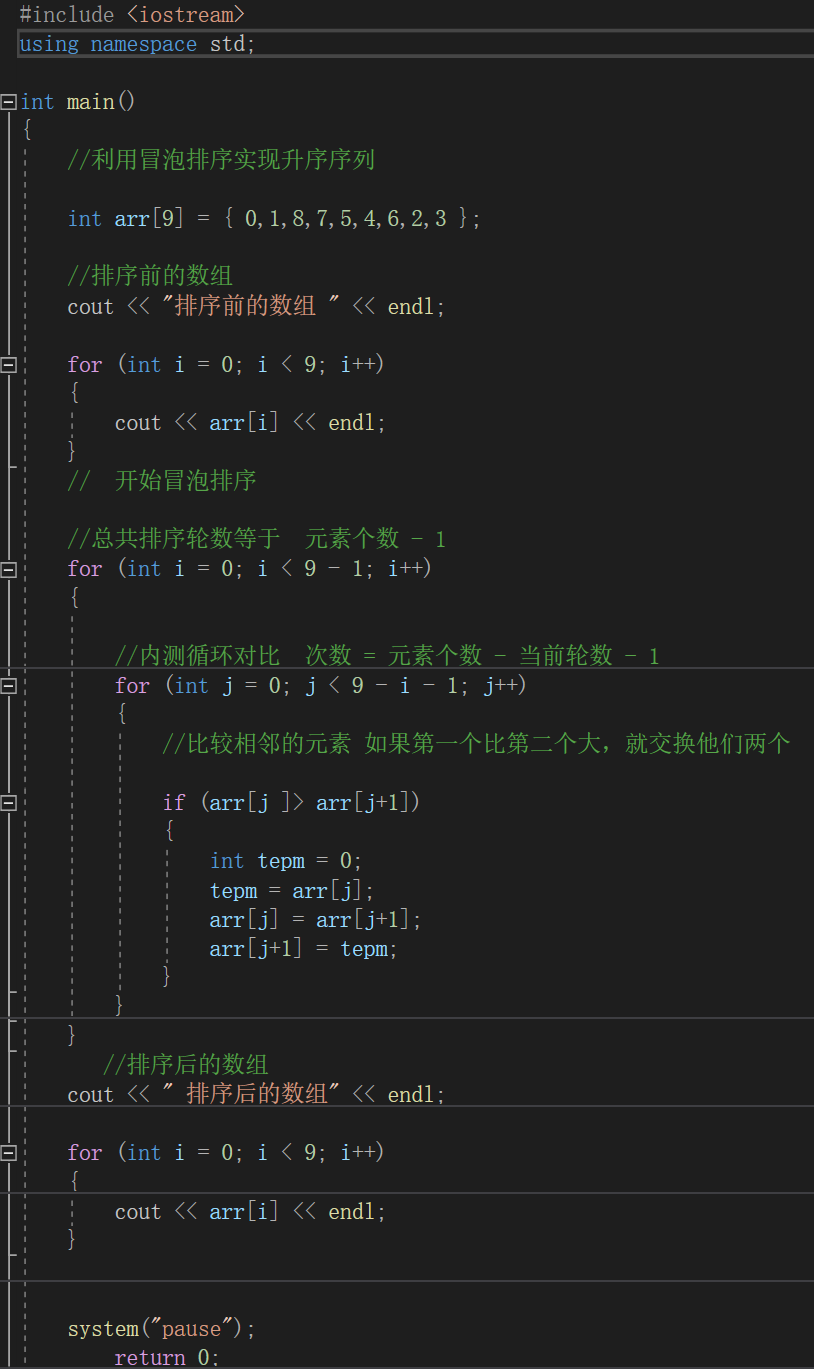 #include <iostream>
using namespace std;
int main()
{
//利用冒泡排序实现升序序列
int arr[9] = { 0,1,8,7,5,4,6,2,3 };
//排序前的数组
cout << "排序前的数组 " << endl;
for (int i = 0; i < 9; i++)
{
cout << arr[i] << endl;
}
//  开始冒泡排序
//总共排序轮数等于  元素个数 - 1
for (int i = 0; i < 9 - 1; i++)
{
//内测循环对比  次数 = 元素个数 - 当前轮数 - 1
for (int j = 0; j < 9 - i - 1; j++)
{
//比较相邻的元素 如果第一个比第二个大，就交换他们两个
if (arr[j ]> arr[j+1])
{
int tepm = 0;
tepm = arr[j];
arr[j] = arr[j+1];
arr[j+1] = tepm;
}
}
}
//排序后的数组
cout << " 排序后的数组" << endl;
for (int i = 0; i < 9; i++)
{
cout << arr[i] << endl;
}
system("pause");
return 0;